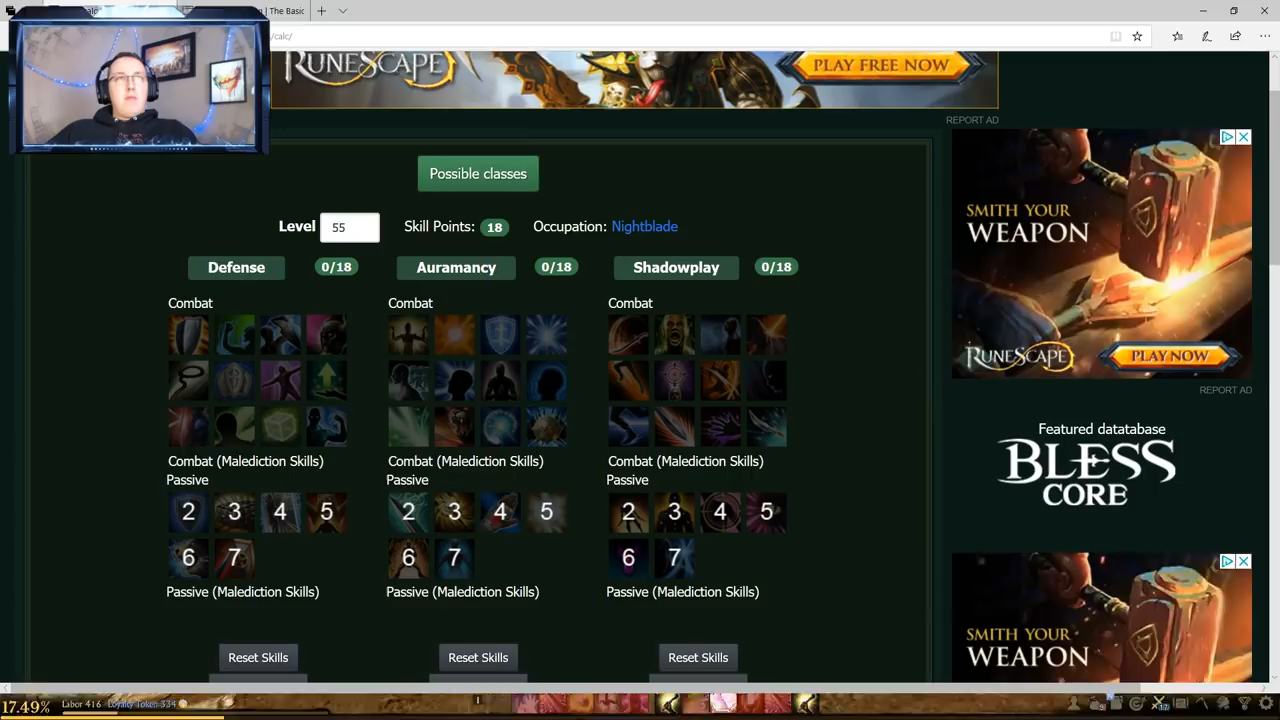 The Basic
/calc/
RUNESCAPE
PLAY FREE NOW
REPORT AD
Possible classes
Level 55 Skill Points: 18 Occupation: Nightblade
Defense 0/18 Auramancy 0/18 Shadowplay 0/18
Combat Combat Combat
Combat (Malediction Skills) Combat (Malediction Skills) Combat (Malediction Skills)
Passive Passive Passive
2 3 4 5 2 3 4 5 2 3 4 5
6 7 6 7 6 7
Passive (Malediction Skills) Passive (Malediction Skills) Passive (Malediction Skills)
Reset Skills Reset Skills Reset Skills
SMITH YOUR
WEAPON
RUNESCAPE
PLAY NOW
REPORT AD
Featured datatabase
BLESS
CORE
SMITH YOUR
WEAPON
17.49% Labor 416 Loyalty Token 334